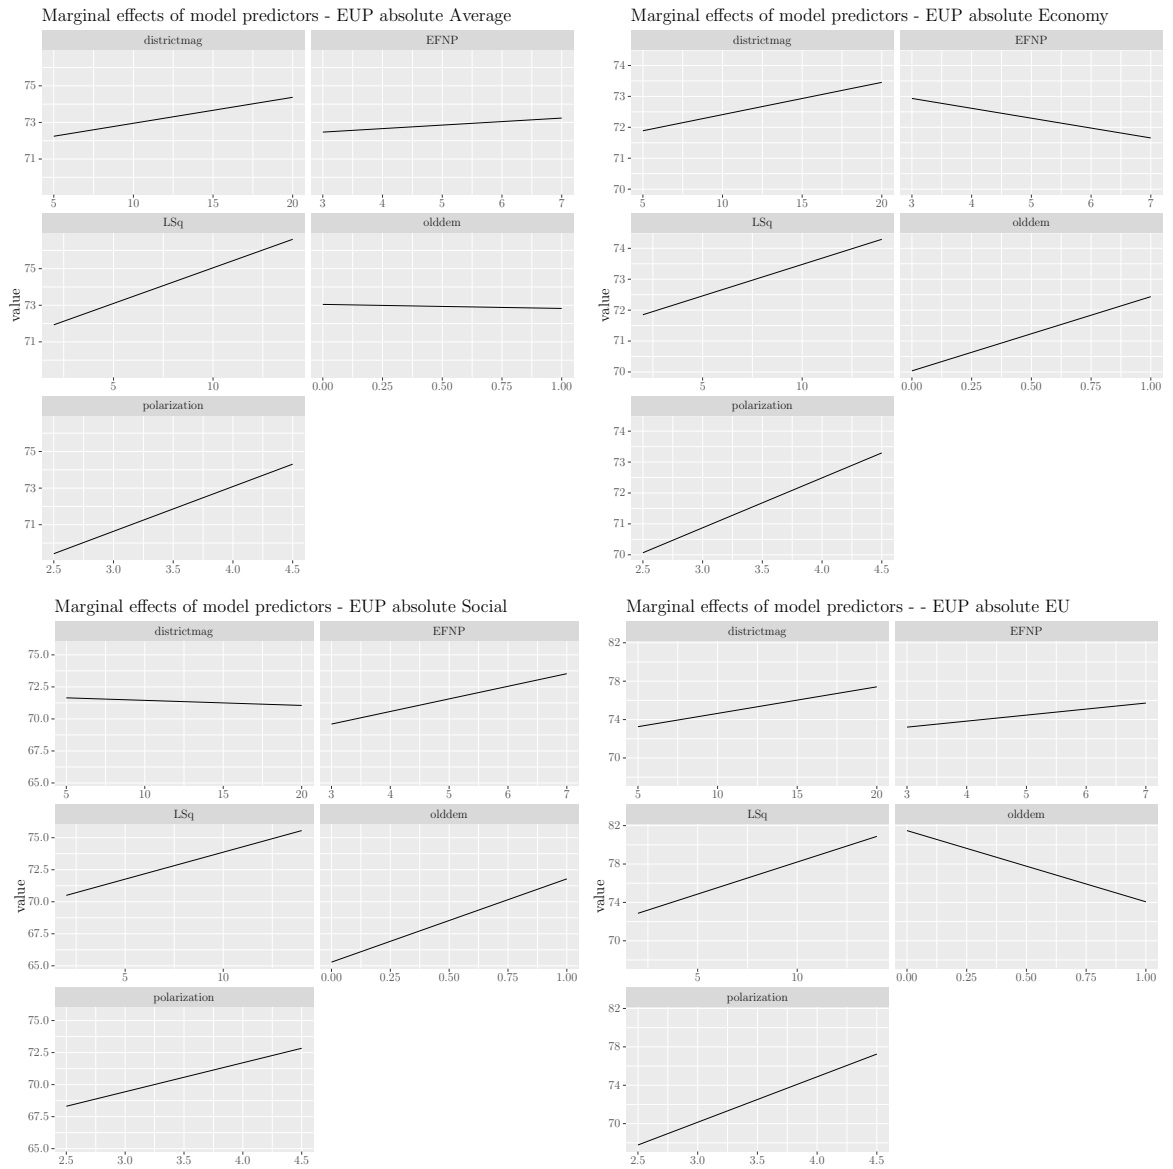 Marginal effects of model predictors - EUP absolute Average
districtmag EFNP
75
73
71
5 10 15 20 3 4 5 6 7
LSq olddem
75
73
71
value
5 10 0.00 0.25 0.50 0.75 1.00
polarization
75
73
71
2.5 3.0 3.5 4.0 4.5
Marginal effects of model predictors - EUP absolute Economy
districtmag EFNP
74
73
72
71
70
5 10 15 20 3 4 5 6 7
LSq olddem
74
73
72
71
70
value
5 10 0.00 0.25 0.50 0.75 1.00
polarization
74
73
72
71
70
2.5 3.0 3.5 4.0 4.5
Marginal effects of model predictors - EUP absolute Social
districtmag EFNP
75.0
72.5
70.0
67.5
65.0
5 10 15 20 3 4 5 6 7
LSq olddem
75.0
72.5
70.0
67.5
65.0
value
5 10 0.00 0.25 0.50 0.75 1.00
polarization
75.0
72.5
70.0
67.5
65.0
2.5 3.0 3.5 4.0 4.5
Marginal effects of model predictors - - EUP absolute EU
districtmag EFNP
82
78
74
70
5 10 15 20 3 4 5 6 7
LSq olddem
82
78
74
70
value
5 10 0.00 0.25 0.50 0.75 1.00
polarization
82
78
74
70
2.5 3.0 3.5 4.0 4.5